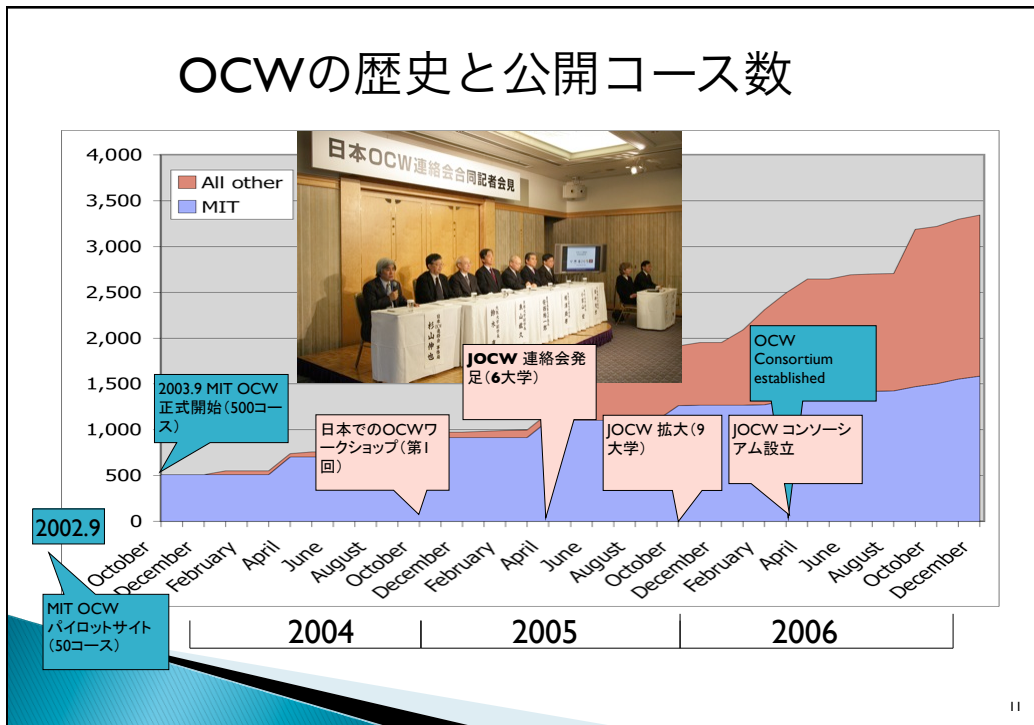 OCWの歴史と公開コース数
4,000
3,500
3,000
2,500
2,000
1,500
1,000
500
0
All other
MIT
日本OCW連絡会合同記者会見
杉山伸也
2003.9 MIT OCW
正式開始(500コー
ス)
日本でのOCWワ
ークショップ(第1
回)
JOCW 連絡会発
足(6大学)
JOCW 拡大(9
大学)
OCW
Consortium
established
JOCW コンソーシ
アム設立
2002.9
MIT OCW
パイロットサイト
(50コース)
October
December
February
April
June
August
October
December
February
April
June
August
October
December
February
April
June
August
October
December
2004
2005
2006
11